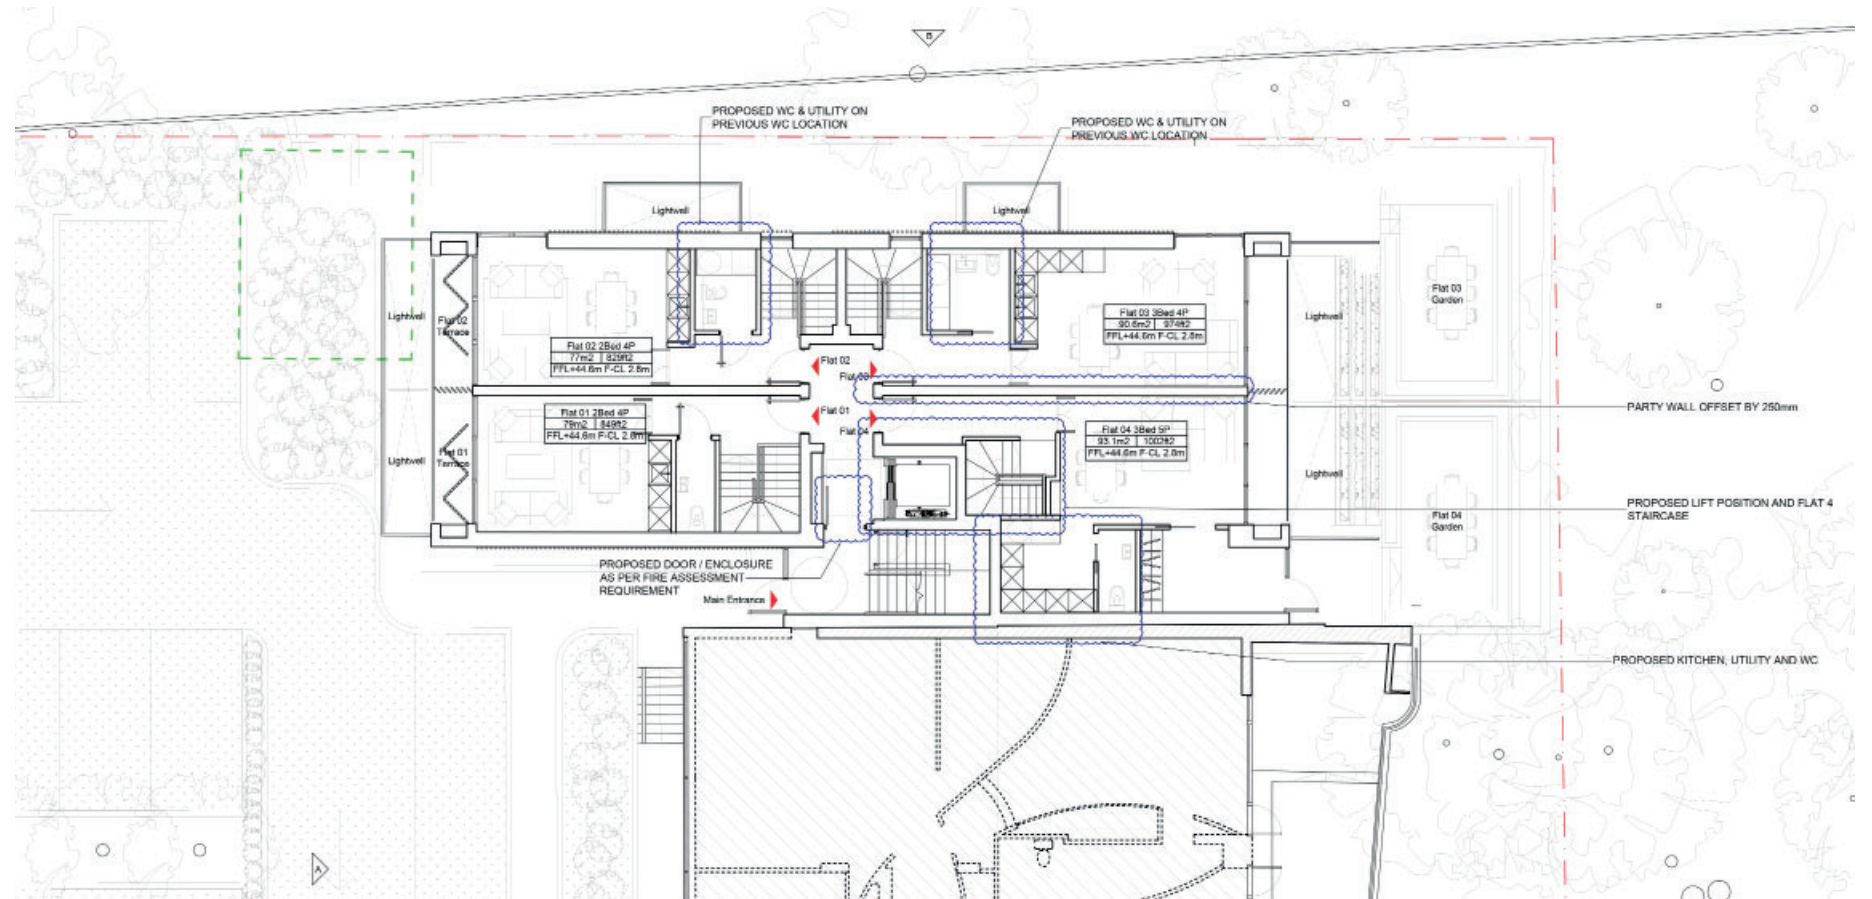 B
PROPOSED WC & UTILITY ON
PREVIOUS WC LOCATION
PROPOSED WC & UTILITY ON
PREVIOUS WC LOCATION
Lightwell
Lightwell
Flat 03
Garden
Lightwell
Flat 02
Terrace
Flat 02 2Bed 4P
77m2 829ft2
FFL+44.6m F-CL 2.8m
Flat 03 3Bed 4P
90.6m2 974ft2
FFL+44.6m F-CL 2.8m
Lightwell
Flat 02
Flat 03
Flat 01
Flat 04
PARTY WALL OFFSET BY 250mm
Flat 01 2Bed 4P
79m2 849ft2
FFL+44.6m F-CL 2.8m
Flat 04 3Bed 5P
93.1m2 1002ft2
FFL+44.6m F-CL 2.8m
Lightwell
Flat 01
Terrace
Lightwell
Flat 04
Garden
PROPOSED LIFT POSITION AND FLAT 4
STAIRCASE
PROPOSED DOOR / ENCLOSURE
AS PER FIRE ASSESSMENT
REQUIREMENT
Main Entrance
PROPOSED KITCHEN, UTILITY AND WC
A